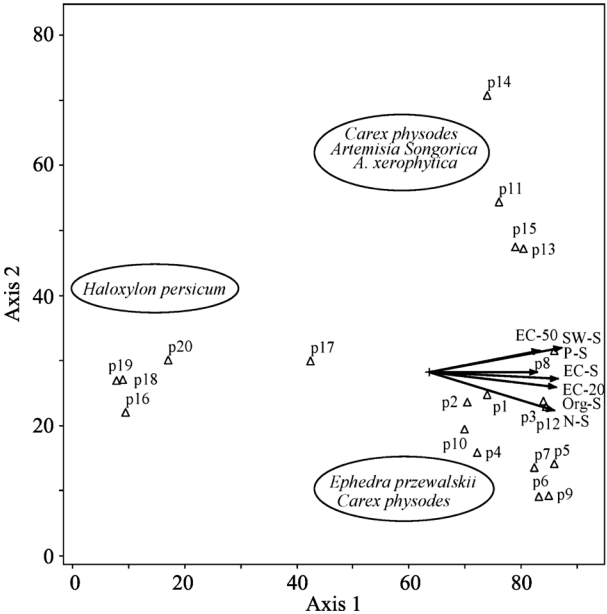 80
p14
Carex physodes
Artemisia Songorica
A. xerophytica
60
p11
p15
p13
Axis 2
40
Haloxylon persicum
EC-50
SW-S
P-S
p20
p17
p8
EC-S
p19
p18
EC-20
p16
p2
p1
Org-S
p3
p12
N-S
20
p10
p4
p7
p5
Ephedra przewalskii
Carex physodes
p6
p9
0
0
20
40
60
80
Axis 1